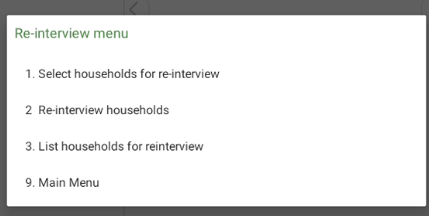 Re-interview menu
1. Select households for re-interview
2 Re-interview households
3. List households for reinterview
9. Main Menu